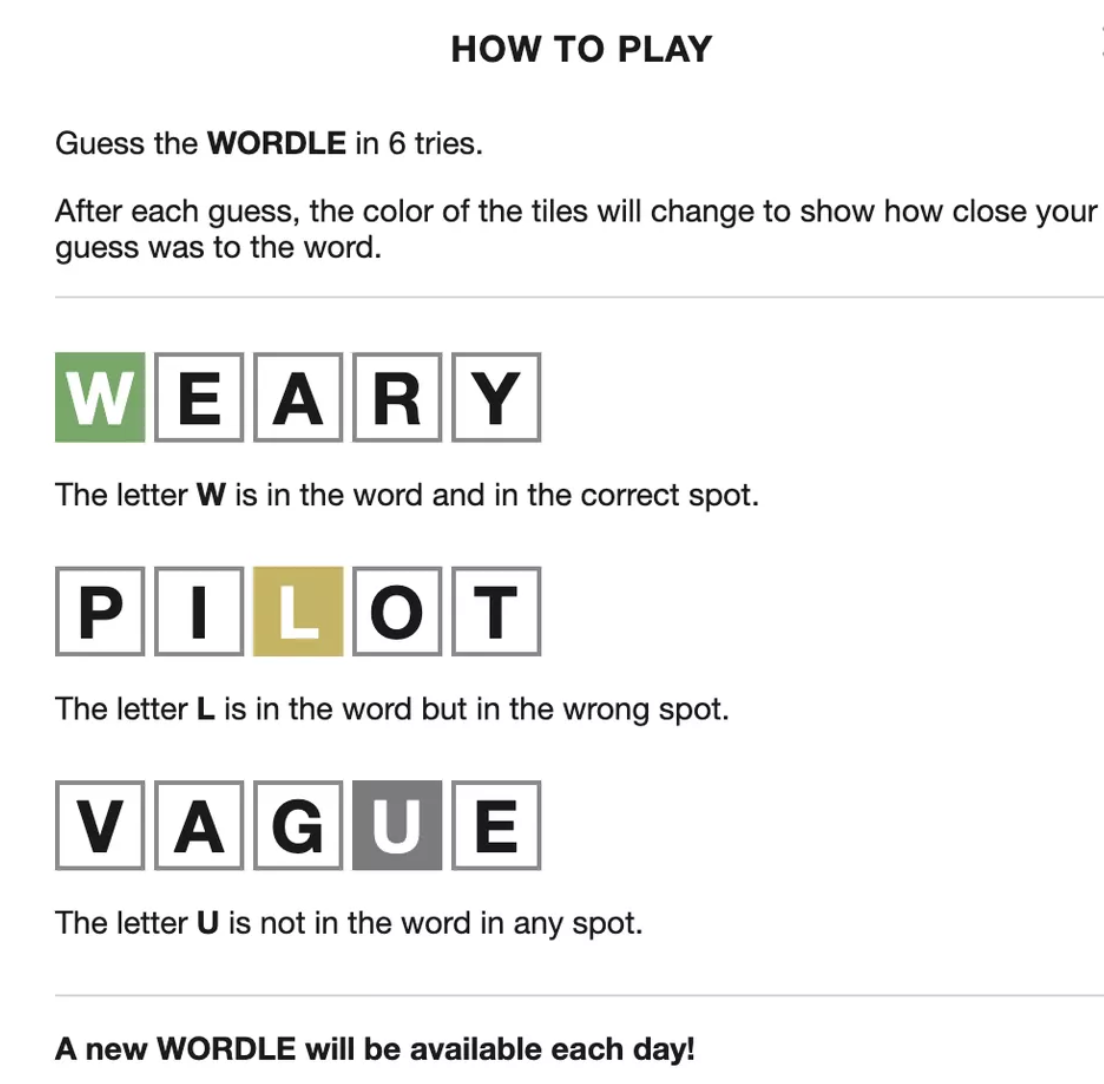 HOW TO PLAY
Guess the WORDLE in 6 tries.
After each guess, the color of the tiles will change to show how close your
guess was to the word.
W E A R Y
The letter W is in the word and in the correct spot.
P I L O T
The letter L is in the word but in the wrong spot.
V A G U E
The letter U is not in the word in any spot.
A new WORDLE will be available each day!